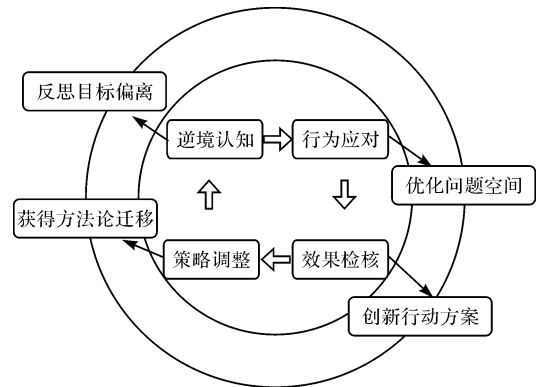 反思目标偏离
逆境认知
行为应对
优化问题空间
获得方法论迁移
策略调整
效果检核
创新行动方案